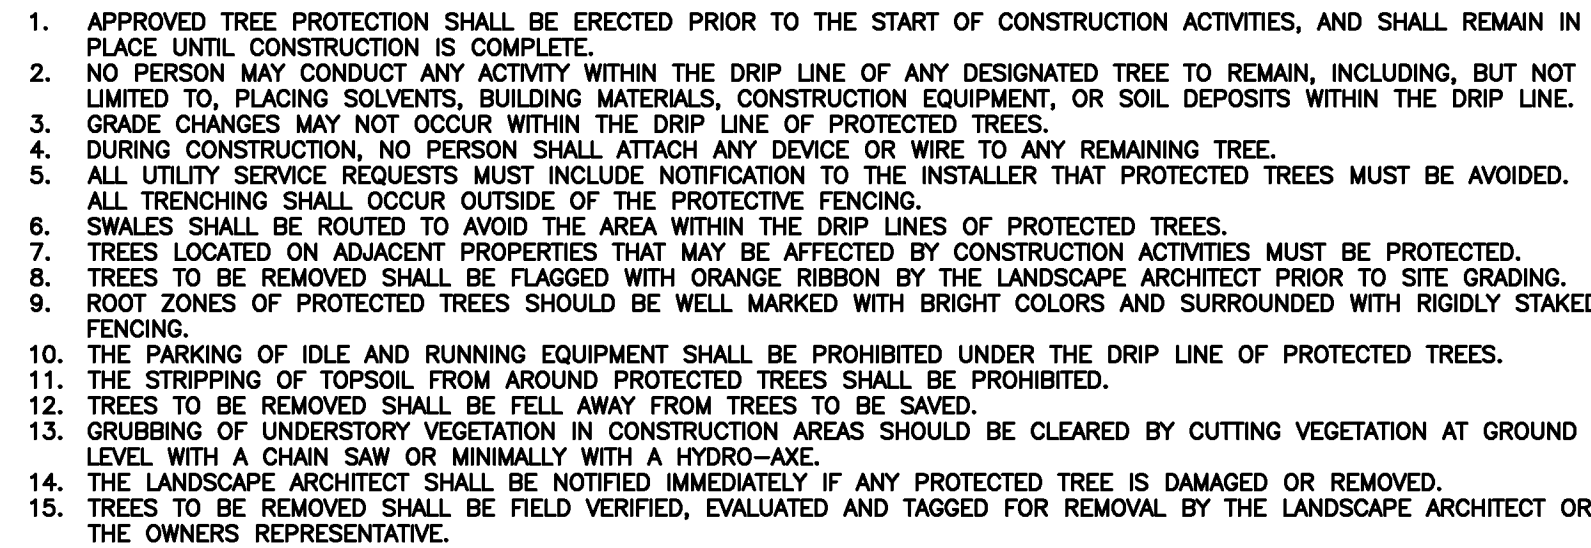 1. APPROVED TREE PROTECTION SHALL BE ERECTED PRIOR TO THE START OF CONSTRUCTION ACTIVITIES, AND SHALL REMAIN IN
PLACE UNTIL CONSTRUCTION IS COMPLETE.
2. NO PERSON MAY CONDUCT ANY ACTIVITY WITHIN THE DRIP LINE OF ANY DESIGNATED TREE TO REMAIN, INCLUDING, BUT NOT
LIMITED TO, PLACING SOLVENTS, BUILDING MATERIALS, CONSTRUCTION EQUIPMENT, OR SOIL DEPOSITS WITHIN THE DRIP LINE.
3. GRADE CHANGES MAY NOT OCCUR WITHIN THE DRIP LINE OF PROTECTED TREES.
4. DURING CONSTRUCTION, NO PERSON SHALL ATTACH ANY DEVICE OR WIRE TO ANY REMAINING TREE.
5. ALL UTILITY SERVICE REQUESTS MUST INCLUDE NOTIFICATION TO THE INSTALLER THAT PROTECTED TREES MUST BE AVOIDED.
ALL TRENCHING SHALL OCCUR OUTSIDE OF THE PROTECTIVE FENCING.
6. SWALES SHALL BE ROUTED TO AVOID THE AREA WITHIN THE DRIP LINES OF PROTECTED TREES.
7. TREES LOCATED ON ADJACENT PROPERTIES THAT MAY BE AFFECTED BY CONSTRUCTION ACTIVITIES MUST BE PROTECTED.
8. TREES TO BE REMOVED SHALL BE FLAGGED WITH ORANGE RIBBON BY THE LANDSCAPE ARCHITECT PRIOR TO SITE GRADING.
9. ROOT ZONES OF PROTECTED TREES SHOULD BE WELL MARKED WITH BRIGHT COLORS AND SURROUNDED WITH RIGIDLY STAKED
FENCING.
10. THE PARKING OF IDLE AND RUNNING EQUIPMENT SHALL BE PROHIBITED UNDER THE DRIP LINE OF PROTECTED TREES.
11. THE STRIPPING OF TOPSOIL FROM AROUND PROTECTED TREES SHALL BE PROHIBITED.
12. TREES TO BE REMOVED SHALL BE FELL AWAY FROM TREES TO BE SAVED.
13. GRUBBING OF UNDERSTORY VEGETATION IN CONSTRUCTION AREAS SHOULD BE CLEARED BY CUTTING VEGETATION AT GROUND
LEVEL WITH A CHAIN SAW OR MINIMALLY WITH A HYDRO-AXE.
14. THE LANDSCAPE ARCHITECT SHALL BE NOTIFIED IMMEDIATELY IF ANY PROTECTED TREE IS DAMAGED OR REMOVED.
15. TREES TO BE REMOVED SHALL BE FIELD VERIFIED, EVALUATED AND TAGGED FOR REMOVAL BY THE LANDSCAPE ARCHITECT OR
THE OWNERS REPRESENTATIVE.